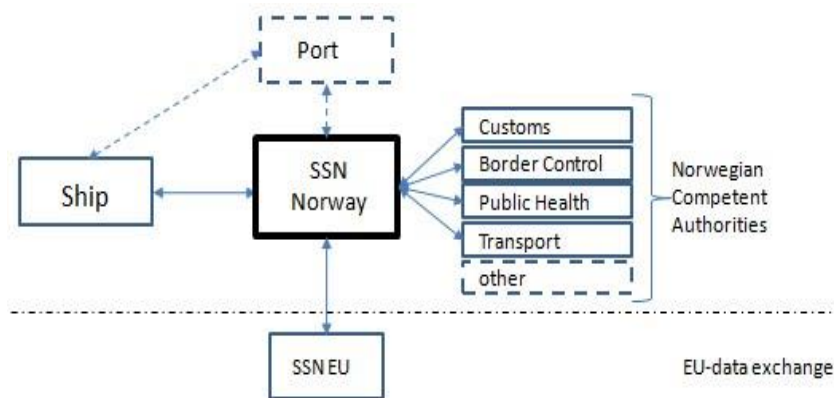 Port
Ship
SSN
Norway
Customs
Border Control
Public Health
Transport
other
Norwegian
Competent
Authorities
SSN EU
EU-data exchange